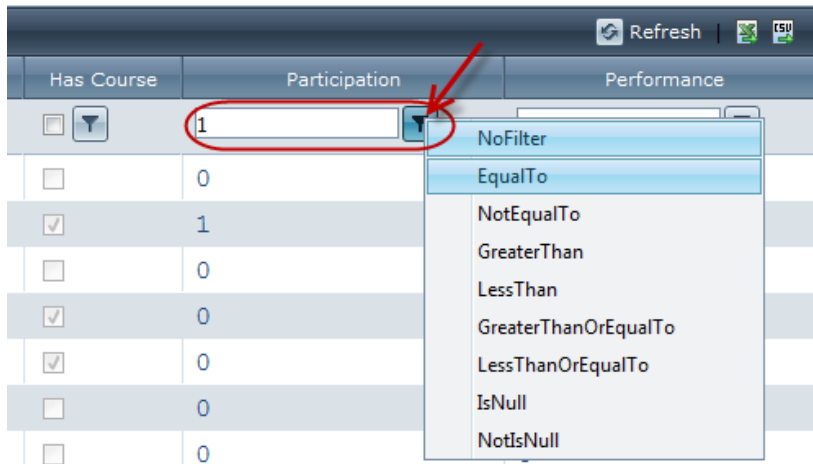 Refresh
CSV
Has Course Participation Performance
1
NoFilter
0 EqualTo
NotEqualTo
1
GreaterThan
0
LessThan
0 GreaterThanOrEqualTo
0 LessThanOrEqualTo
IsNull
0
NotIsNull
0